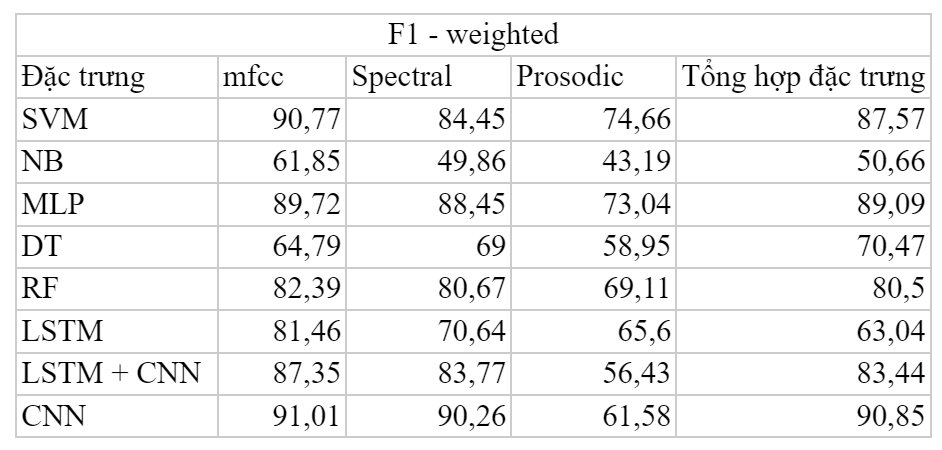 F1 - weighted
Đặc trưng mfcc Spectral Prosodic Tổng hợp đặc trưng
SVM 90,77 84,45 74,66 87,57
NB 61,85 49,86 43,19 50,66
MLP 89,72 88,45 73,04 89,09
DT 64,79 69 58,95 70,47
RF 82,39 80,67 69,11 80,5
LSTM 81,46 70,64 65,6 63,04
LSTM + CNN 87,35 83,77 56,43 83,44
CNN 91,01 90,26 61,58 90,85